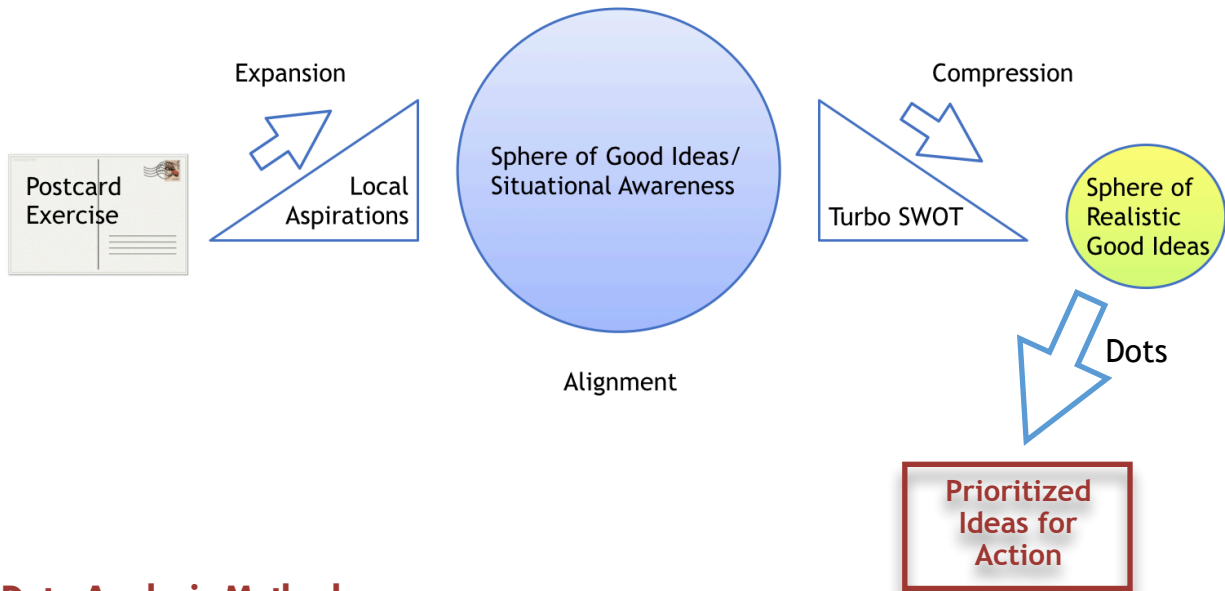 Expansion
Compression
Postcard
Exercise
Local
Aspirations
Sphere of Good Ideas/
Situational Awareness
Turbo SWOT
Sphere of
Realistic
Good Ideas
Alignment
Dots
Prioritized
Ideas for
Action